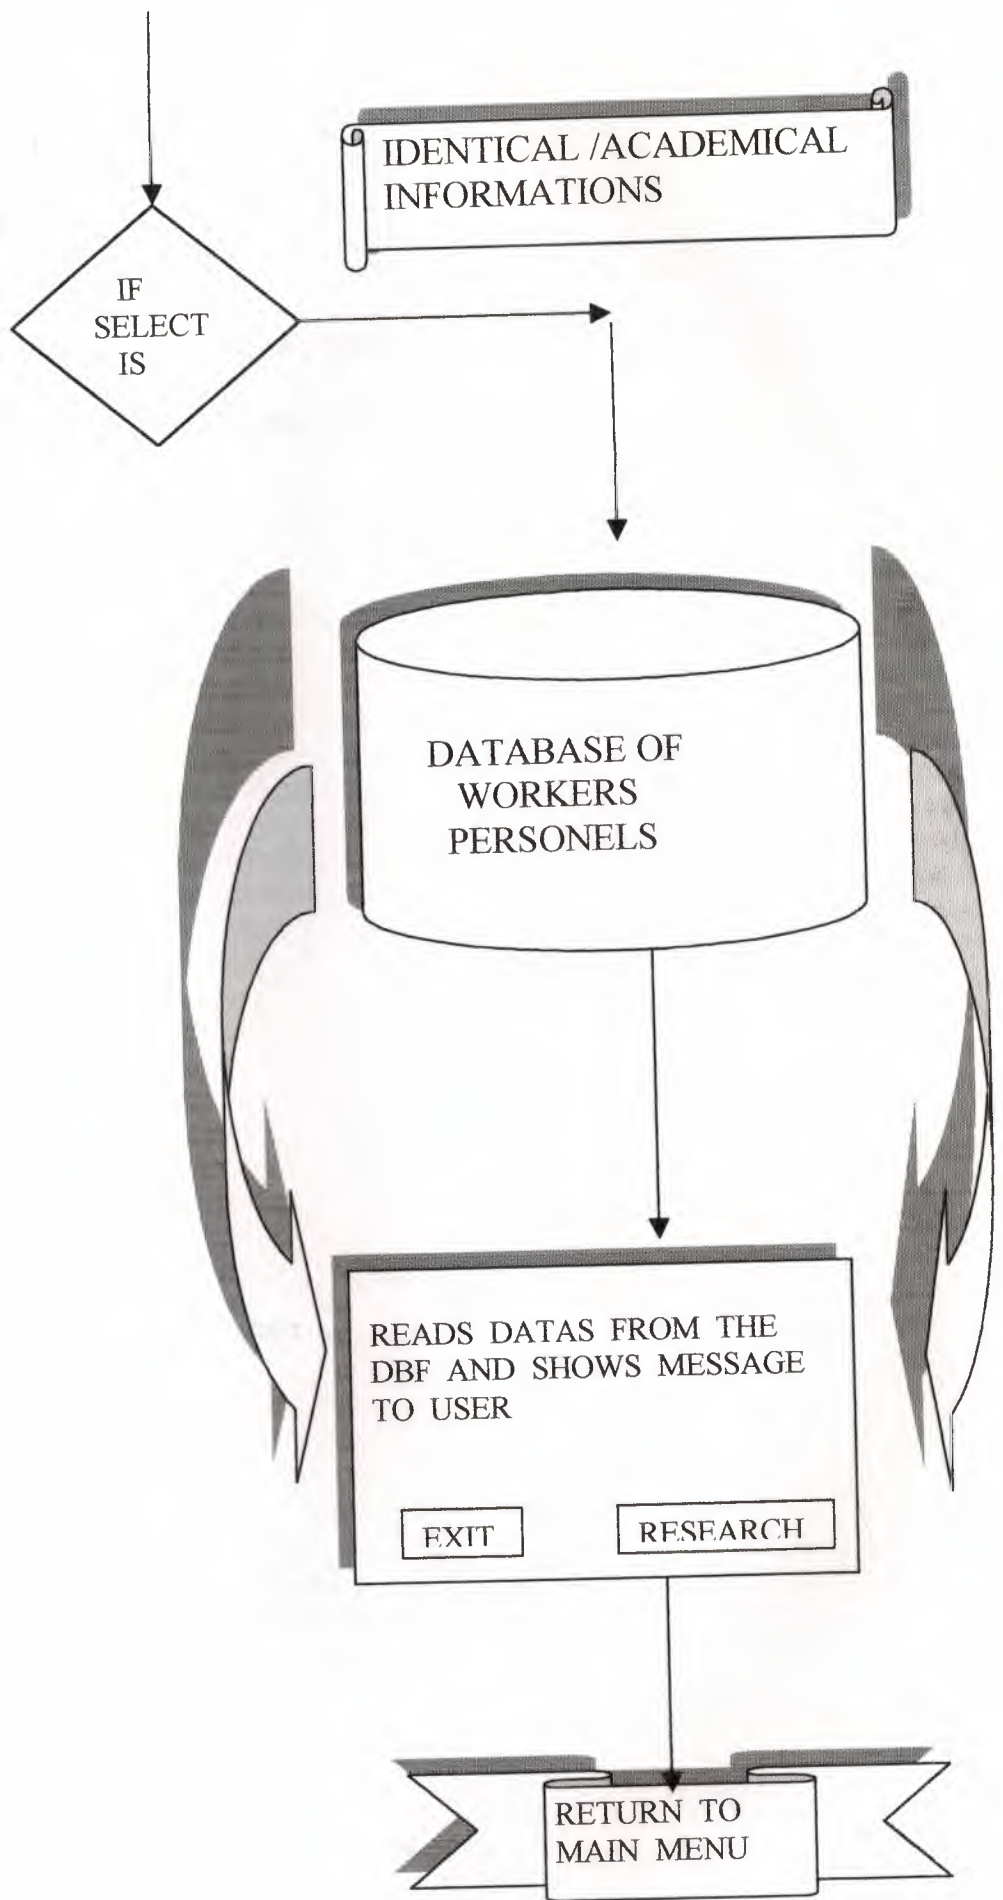 IDENTICAL /ACADEMICAL
INFORMATIONS
IF
SELECT
IS
DATABASE OF
WORKERS
PERSONELS
READS DATAS FROM THE
DBF AND SHOWS MESSAGE
TO USER
EXIT
RESEARCH
RETURN TO
MAIN MENU